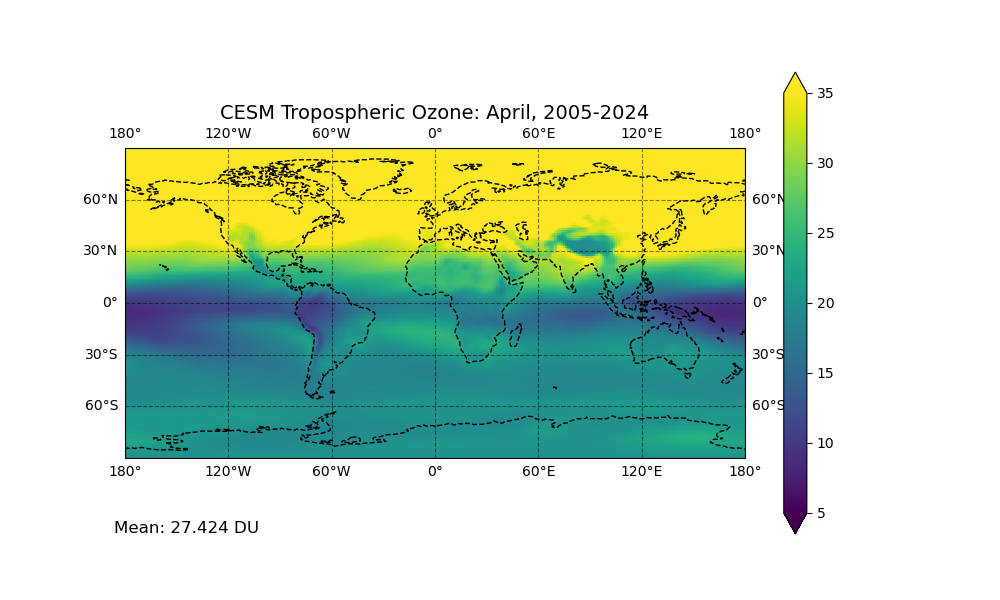 CESM Tropospheric Ozone: April, 2005-2024
180° 120°W 60°W 0° 60°E 120°E 180°
60°N 60°N
30°N 30°N
0° 0°
30°S 30°S
60°S 60°S
180° 120°W 60°W 0° 60°E 120°E 180°
35
30
25
20
15
10
5
Mean: 27.424 DU